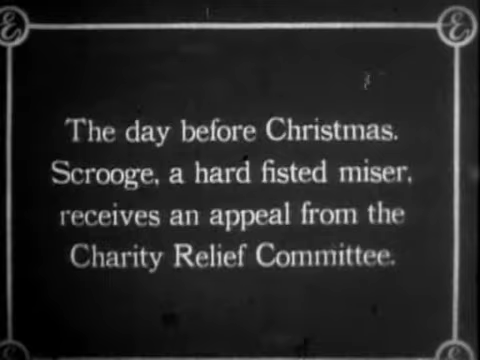 The day before Christmas.
Scrooge, a hard fisted miser,
receives an appeal from the
Charity Relief Committee.